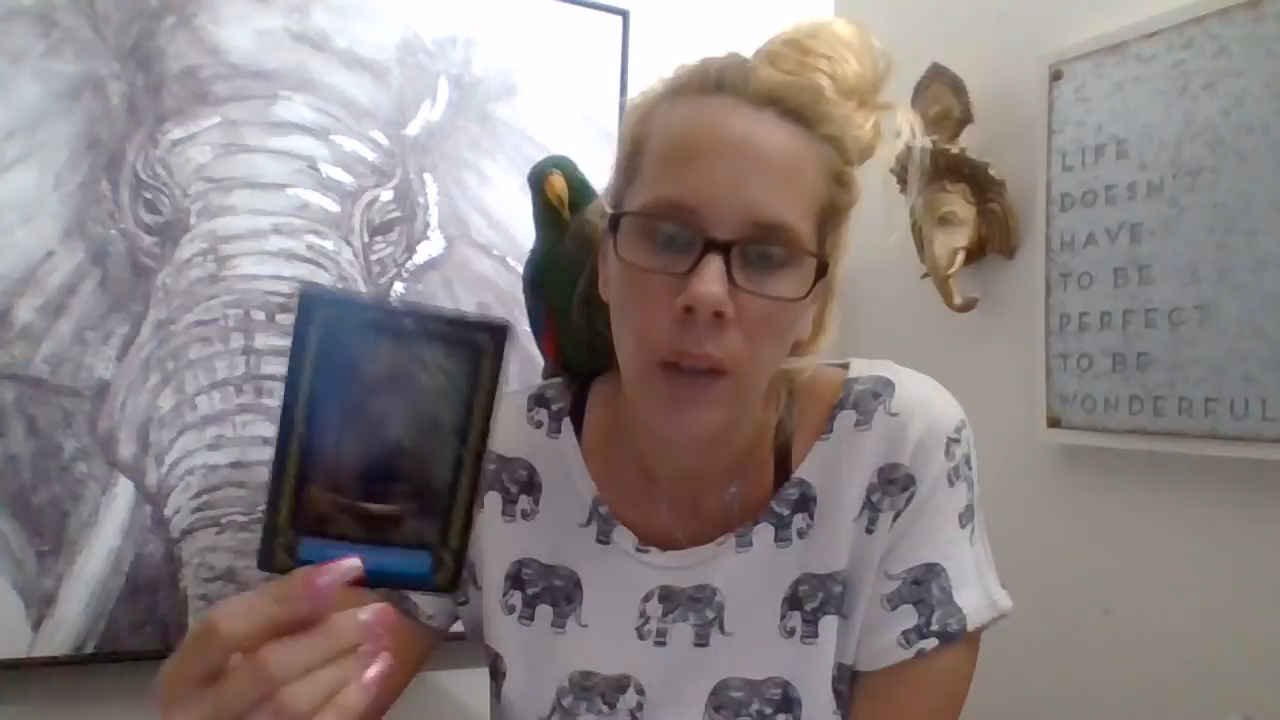 LIFE
DOESN'T
HAVE
TO BE
PERFECT
TO BE
WONDERFUL